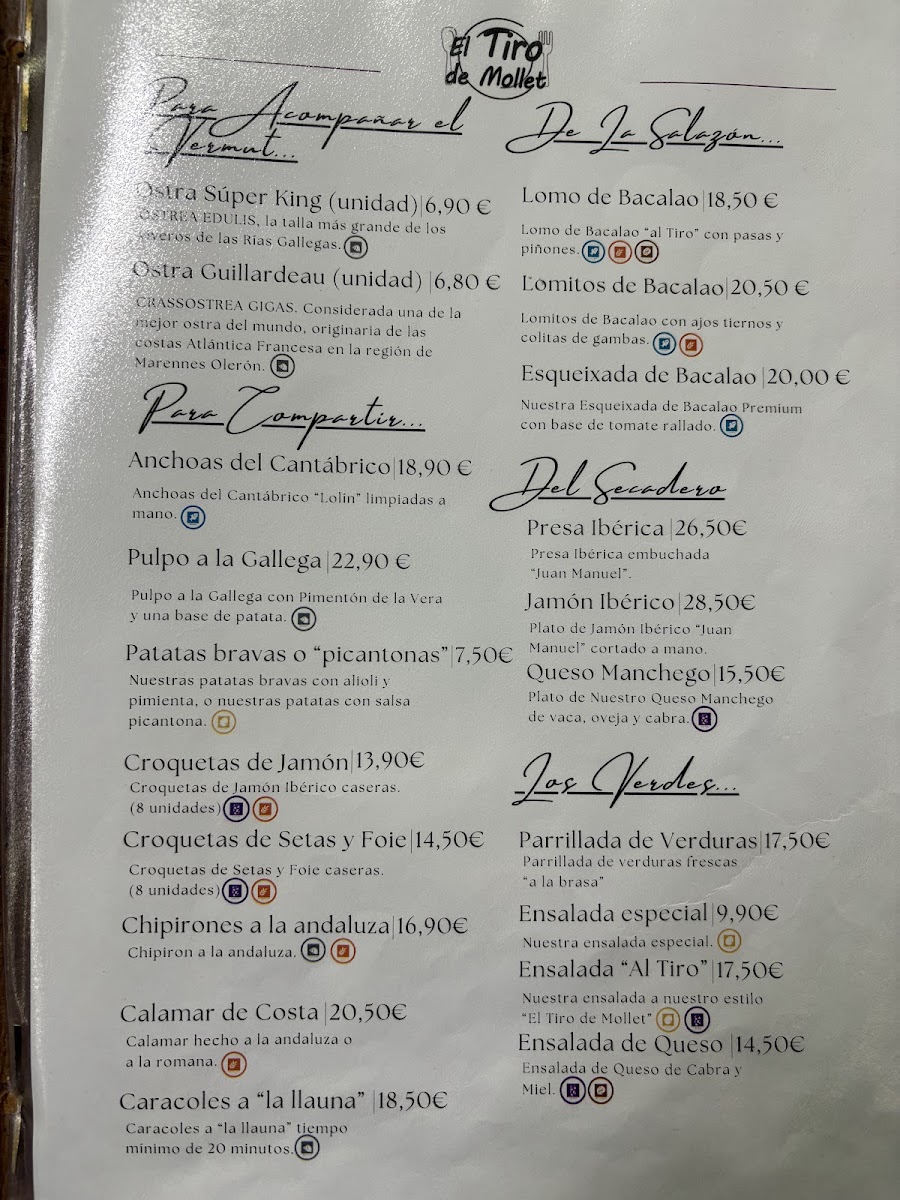 El Tiro
de Mollet
Para Acompañar el
Vermut...
Ostra Súper King (unidad)|6,90 €
OSTREA EDULIS, la talla más grande de los
viveros de las Rías Gallegas.
Ostra Guillardeau (unidad) |6,80 €
CRASSOSTREA GIGAS. Considerada una de la
mejor ostra del mundo, originaria de las
costas Atlántica Francesa en la región de
Marennes Olerón.
Para Compartir...
Anchoas del Cantábrico|18,90 €
Anchoas del Cantábrico “Lolin” limpiadas a
mano.
Pulpo a la Gallega|22,90 €
Pulpo a la Gallega con Pimentón de la Vera
y una base de patata.
Patatas bravas o “picantonas”|7,50€
Nuestras patatas bravas con alioli y
pimienta, o nuestras patatas con salsa
picantona.
Croquetas de Jamón|13,90€
Croquetas de Jamón Ibérico caseras.
(8 unidades)
Croquetas de Setas y Foie|14,50€
Croquetas de Setas y Foie caseras.
(8 unidades)
Chipirones a la andaluza|16,90€
Chipiron a la andaluza.
Calamar de Costa|20,50€
Calamar hecho a la andaluza o
a la romana.
Caracoles a “la llauna” |18,50€
Caracoles a “la llauna” tiempo
mínimo de 20 minutos.
De La Salazón...
Lomo de Bacalao|18,50 €
Lomo de Bacalao “al Tiro” con pasas y
piñones.
Lomitos de Bacalao|20,50 €
Lomitos de Bacalao con ajos tiernos y
colitas de gambas.
Esqueixada de Bacalao |20,00 €
Nuestra Esqueixada de Bacalao Premium
con base de tomate rallado.
Del Secadero
Presa Ibérica |26,50€
Presa Ibérica embuchada
“Juan Manuel”.
Jamón Ibérico|28,50€
Plato de Jamón Ibérico “Juan
Manuel” cortado a mano.
Queso Manchego|15,50€
Plato de Nuestro Queso Manchego
de vaca, oveja y cabra.
Los Verdes...
Parrillada de Verduras|17,50€
Parrillada de verduras frescas
“a la brasa”
Ensalada especial|9,90€
Nuestra ensalada especial.
Ensalada “Al Tiro”|17,50€
Nuestra ensalada a nuestro estilo
“El Tiro de Mollet”
Ensalada de Queso |14,50€
Ensalada de Queso de Cabra y
Miel.